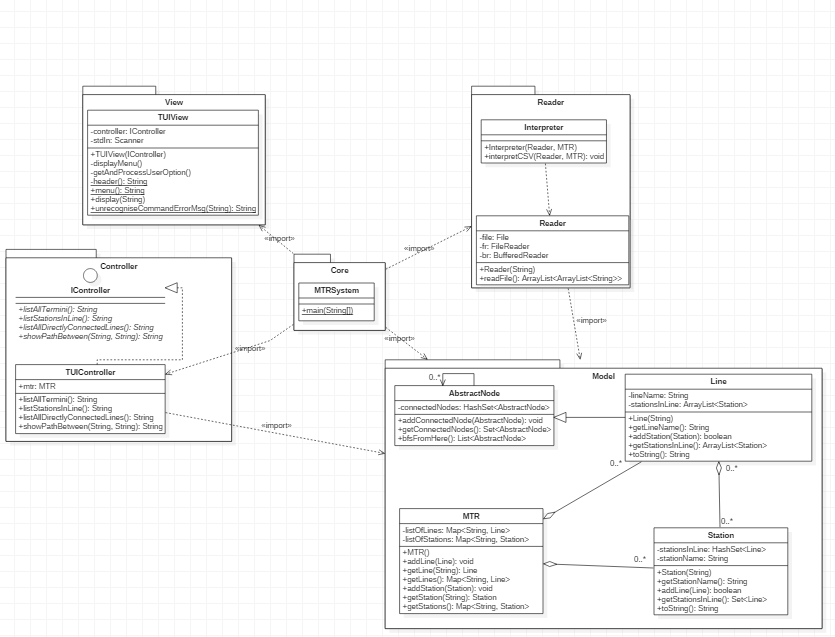 View
TUIView
-controller: IController
-stdIn: Scanner
+TUIView(IController)
-displayMenu()
-getAndProcessUserOption()
-header(): String
+menu(): String
+display(String)
+unrecogniseCommandErrorMsg(String): String
Reader
Interpreter
+Interpreter(Reader, MTR)
+interpretCSV(Reader, MTR): void
Reader
-file: File
-fr: FileReader
-br: BufferedReader
+Reader(String)
+readFile(): ArrayList<ArrayList<String>>
«import»
«import»
Controller
IController
+listAllTermini(): String
+listStationsInLine(): String
+listAllDirectlyConnectedLines(): String
+showPathBetween(String, String): String
TUIController
+mtr: MTR
+listAllTermini(): String
+listStationsInLine(): String
+listAllDirectlyConnectedLines(): String
+showPathBetween(String, String): String
Core
MTRSystem
+main(String[])
«import»
«import»
«import»
«import»
Model
0..*
AbstractNode
-connectedNodes: HashSet<AbstractNode>
+addConnectedNode(AbstractNode): void
+getConnectedNodes(): Set<AbstractNode>
+bfsFromHere(): List<AbstractNode>
Line
-lineName: String
-stationsInLine: ArrayList<Station>
+Line(String)
+getLineName(): String
+addStation(Station): boolean
+getStationsInLine(): ArrayList<Station>
+toString(): String
0..*
0..*
MTR
-listOfLines: Map<String, Line>
-listOfStations: Map<String, Station>
+MTR()
+addLine(Line): void
+getLine(String): Line
+getLines(): Map<String, Line>
+addStation(Station): void
+getStation(String): Station
+getStations(): Map<String, Station>
0..*
0..*
Station
-stationsInLine: HashSet<Line>
-stationName: String
+Station(String)
+getStationName(): String
+addLine(Line): boolean
+getStationsInLine(): Set<Line>
+toString(): String